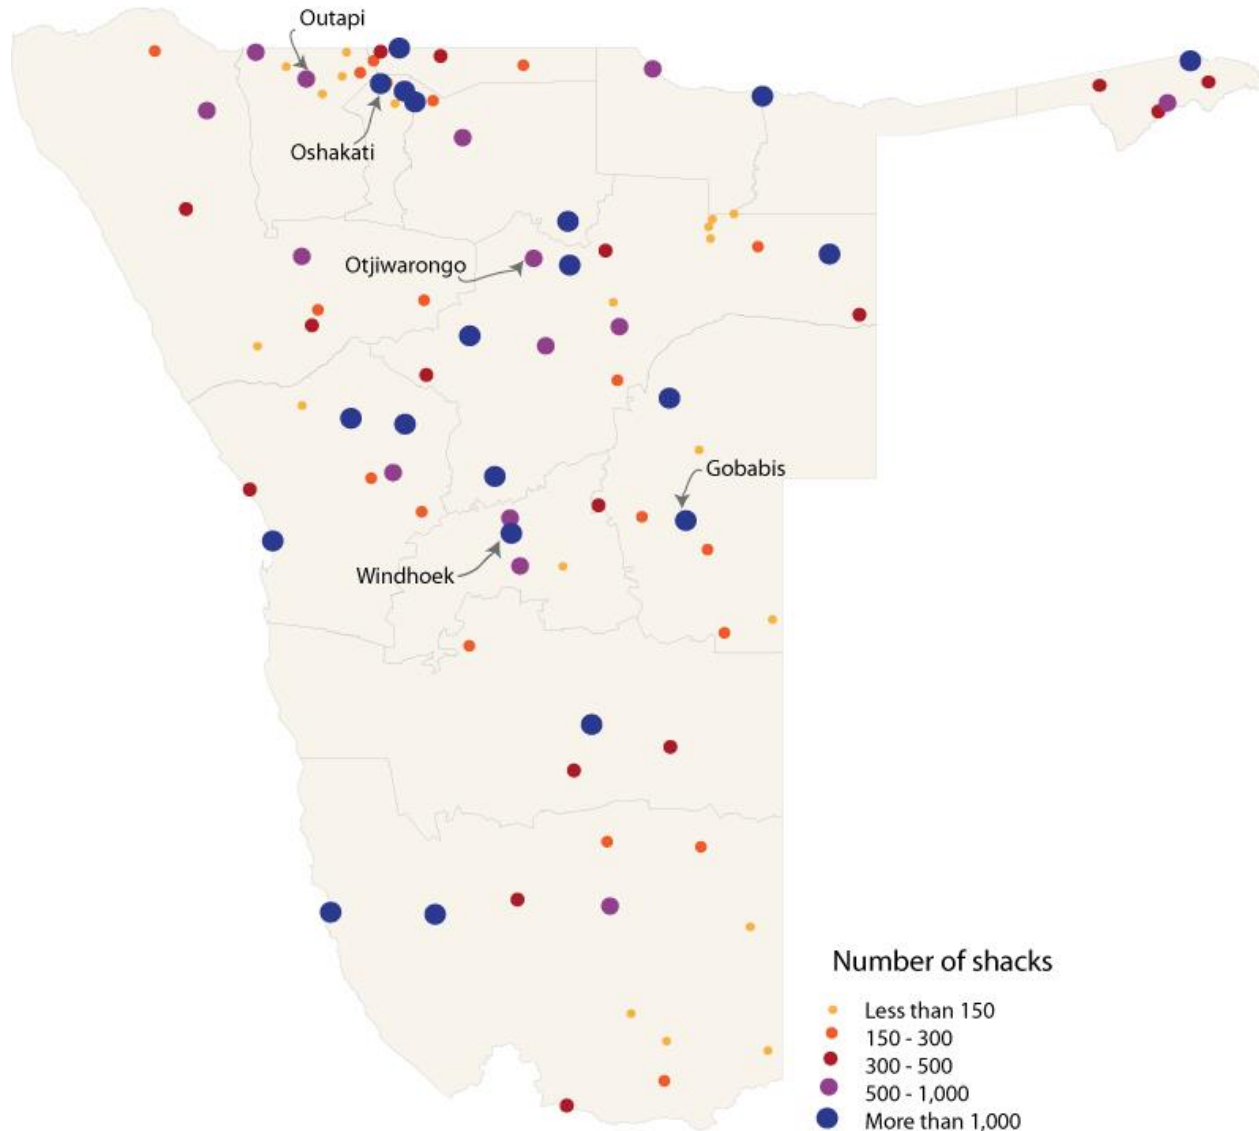 Outapi
Oshakati
Otjiwarongo
Gobabis
Windhoek
Number of shacks
Less than 150
150 - 300
300 - 500
500 - 1,000
More than 1,000